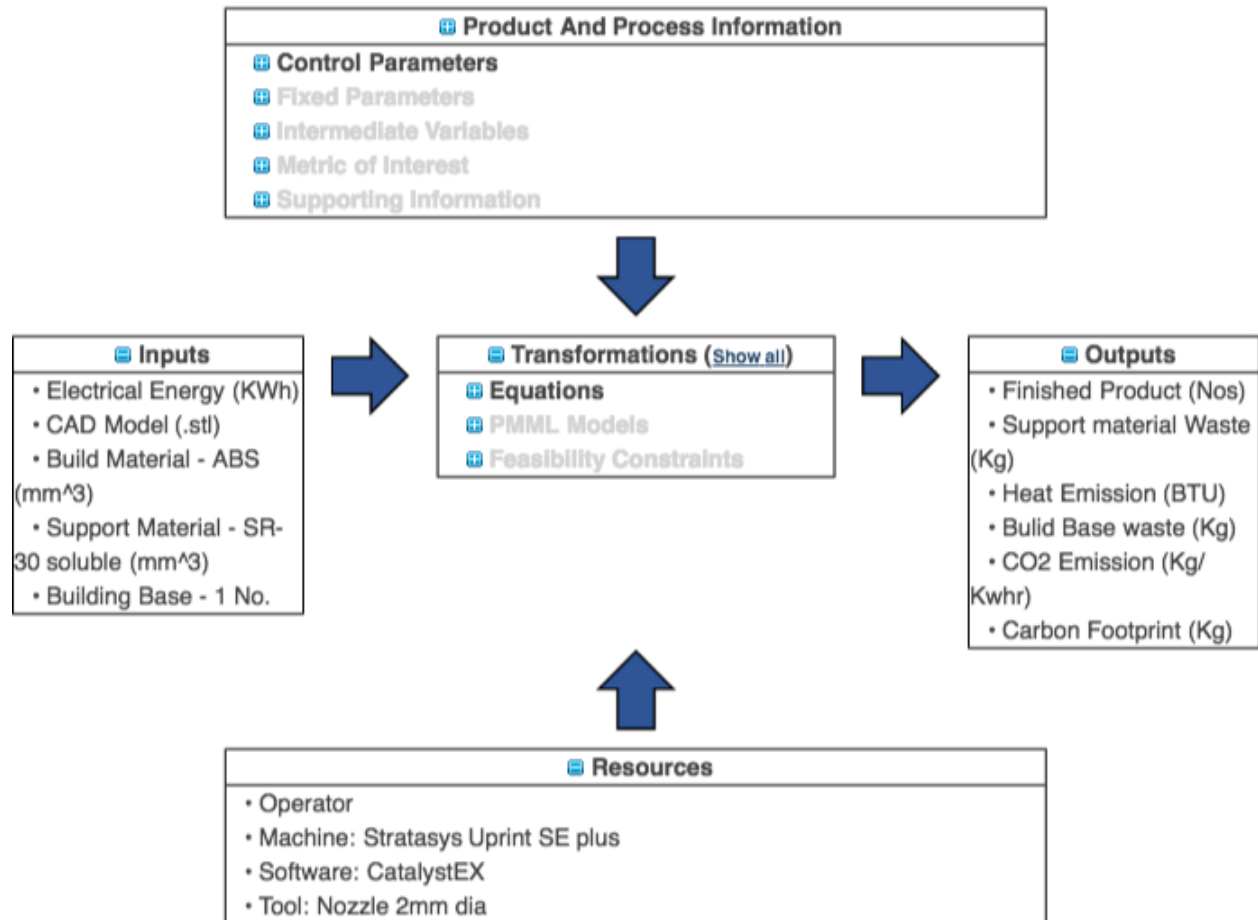 Product And Process Information
Control Parameters
Fixed Parameters
Intermediate Variables
Metric of Interest
Supporting Information
Inputs
• Electrical Energy (KWh)
• CAD Model (.stl)
• Build Material - ABS
(mm^3)
• Support Material - SR-
30 soluble (mm^3)
• Building Base - 1 No.
Transformations (Show all)
Equations
PMML Models
Feasibility Constraints
Outputs
• Finished Product (Nos)
• Support material Waste
(Kg)
• Heat Emission (BTU)
• Bulid Base waste (Kg)
• CO2 Emission (Kg/
Kwhr)
• Carbon Footprint (Kg)
Resources
• Operator
• Machine: Stratasys Uprint SE plus
• Software: CatalystEX
• Tool: Nozzle 2mm dia